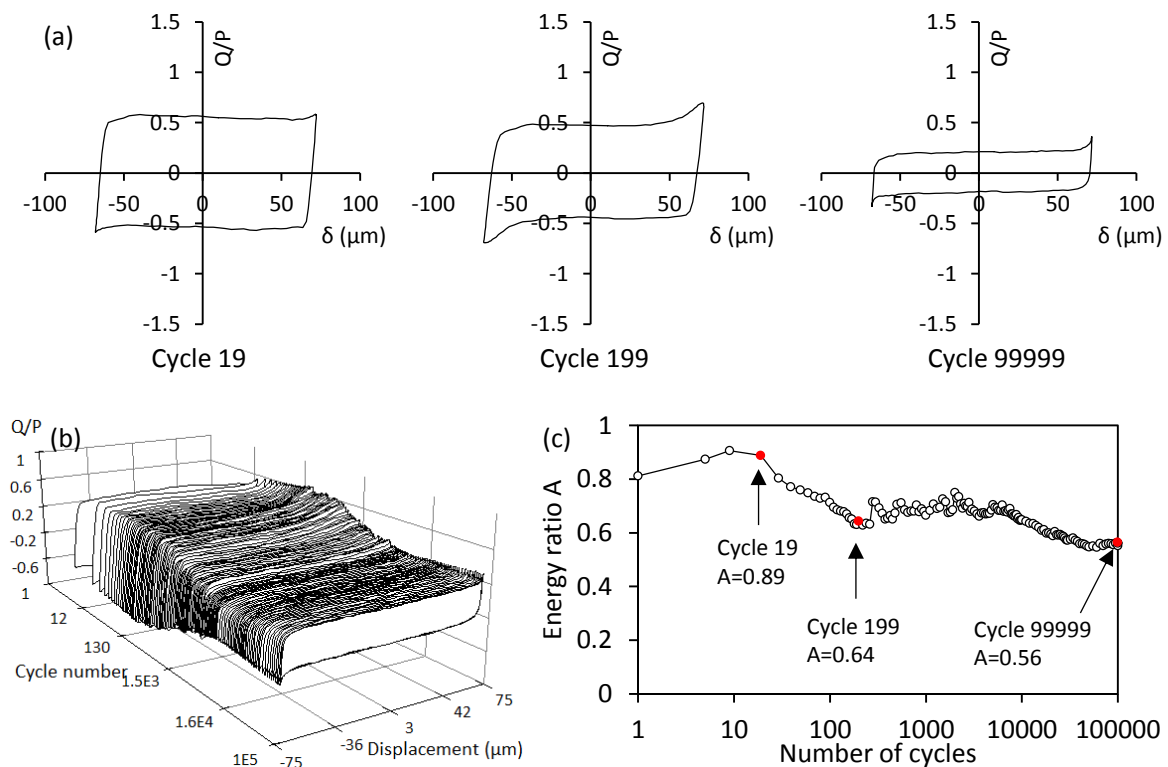 (a)
Q/P
1.5
1
0.5
0
-0.5
-1
-1.5
-100 -50 0 50 100
δ (μm)
Cycle 19
Q/P
1.5
1
0.5
0
-0.5
-1
-1.5
-100 -50 0 50 100
δ (μm)
Cycle 199
Q/P
1.5
1
0.5
0
-0.5
-1
-1.5
-100 -50 0 50 100
δ (μm)
Cycle 99999
(b)
Q/P
1
0.6
0.2
-0.2
-0.6
1
12
130
1.5E3
1.6E4
1E5
Cycle number
-75
-36
3
42
75
Displacement (μm)
(c)
Energy ratio A
1
0.8
0.6
0.4
0.2
0
Cycle 19
A=0.89
Cycle 199
A=0.64
Cycle 99999
A=0.56
1 10 100 1000 10000 100000
Number of cycles